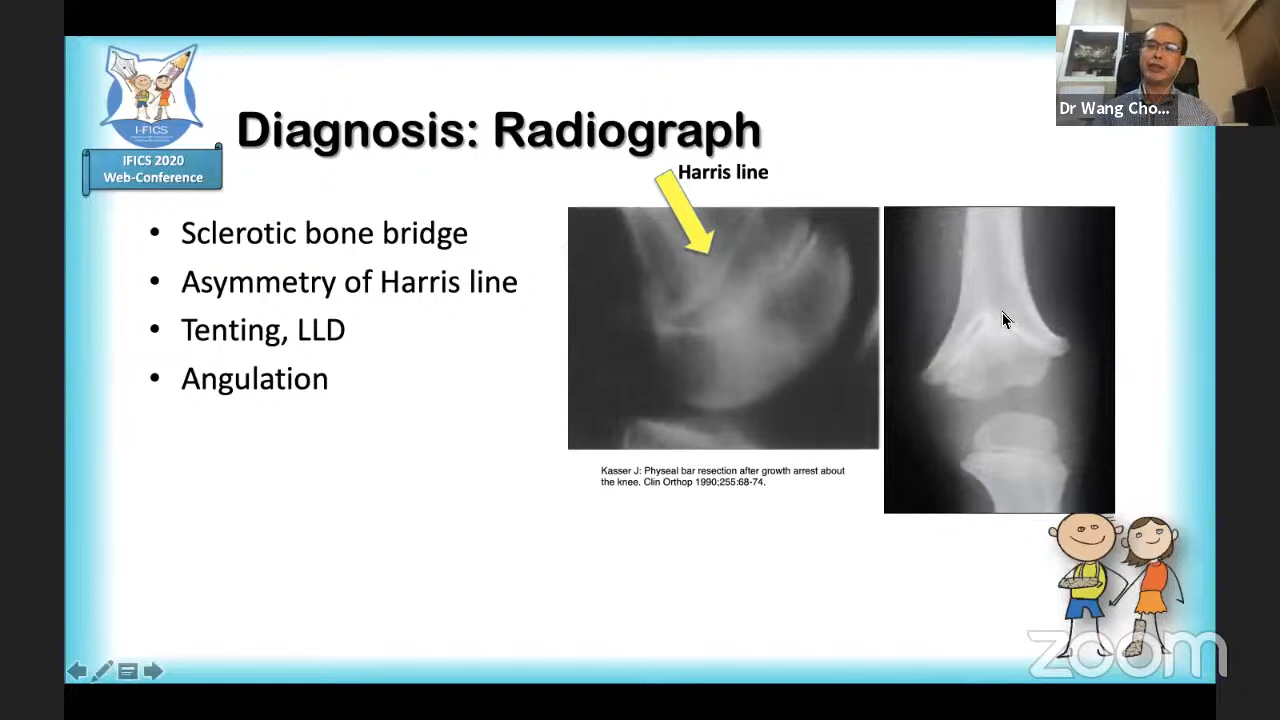 I-FICS
IFICS 2020
Web-Conference
Diagnosis: Radiograph
Harris line
• Sclerotic bone bridge
• Asymmetry of Harris line
• Tenting, LLD
• Angulation
Kasser J: Physeal bar resection after growth arrest about
the knee. Clin Orthop 1990;255:68-74.
Dr Wang Cho...
zoom